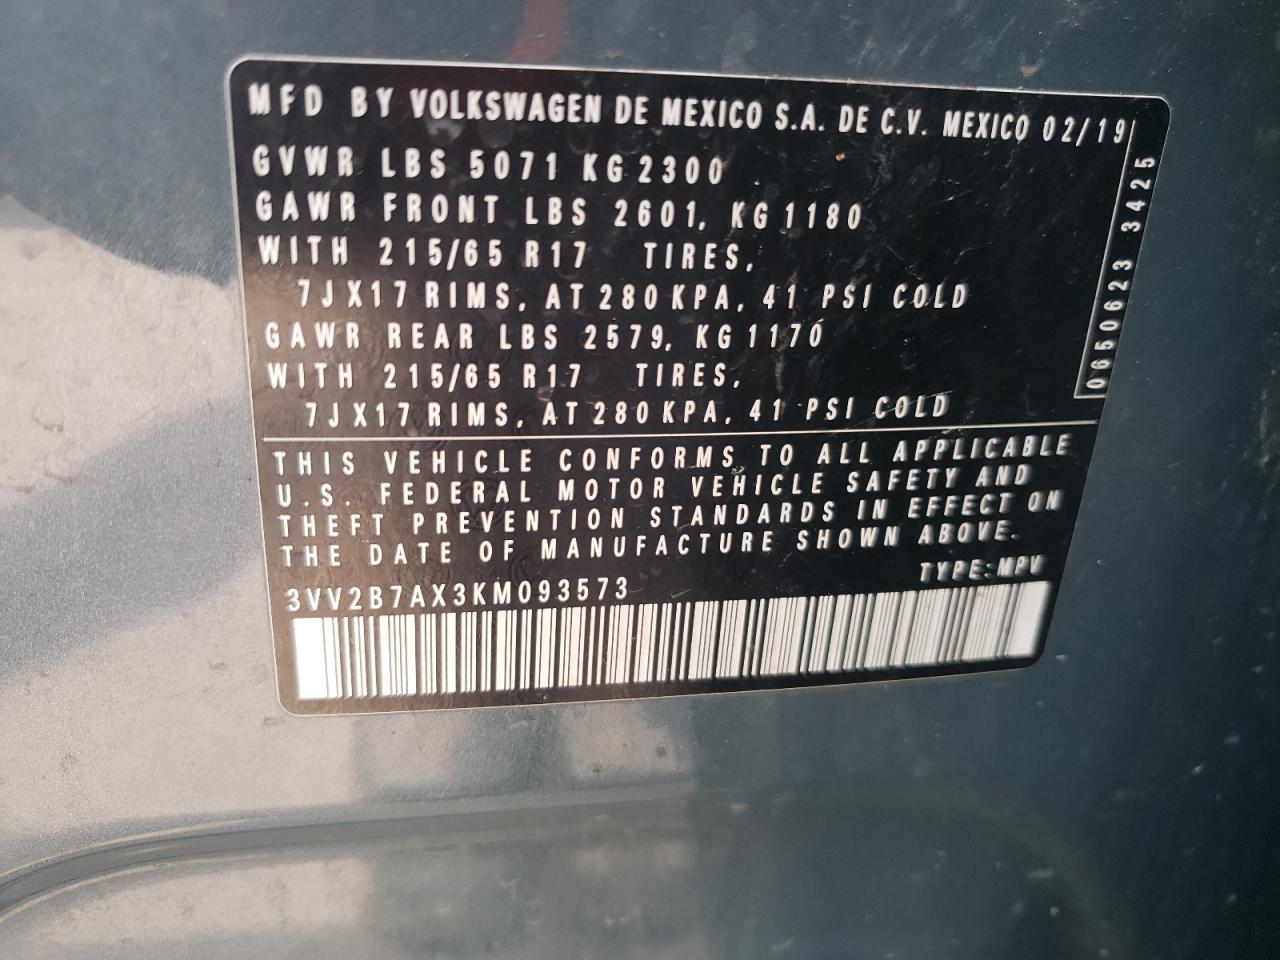 MFD BY VOLKSWAGEN DE MEXICO S.A. DE C.V. MEXICO 02/19
GVWR LBS 5071 KG 2300
GAWR FRONT LBS 2601, KG 1180
WITH 215/65 R17 TIRES,
7JX17 RIMS, AT 280 KPA, 41 PSI COLD
GAWR REAR LBS 2579, KG 1170
WITH 215/65 R17 TIRES,
7JX17 RIMS, AT 280 KPA, 41 PSI COLD
0650623 3425
THIS VEHICLE CONFORMS TO ALL APPLICABLE
U.S. FEDERAL MOTOR VEHICLE SAFETY AND
THEFT PREVENTION STANDARDS IN EFFECT ON
THE DATE OF MANUFACTURE SHOWN ABOVE.
TYPE: MPV
3VV2B7AX3KM093573